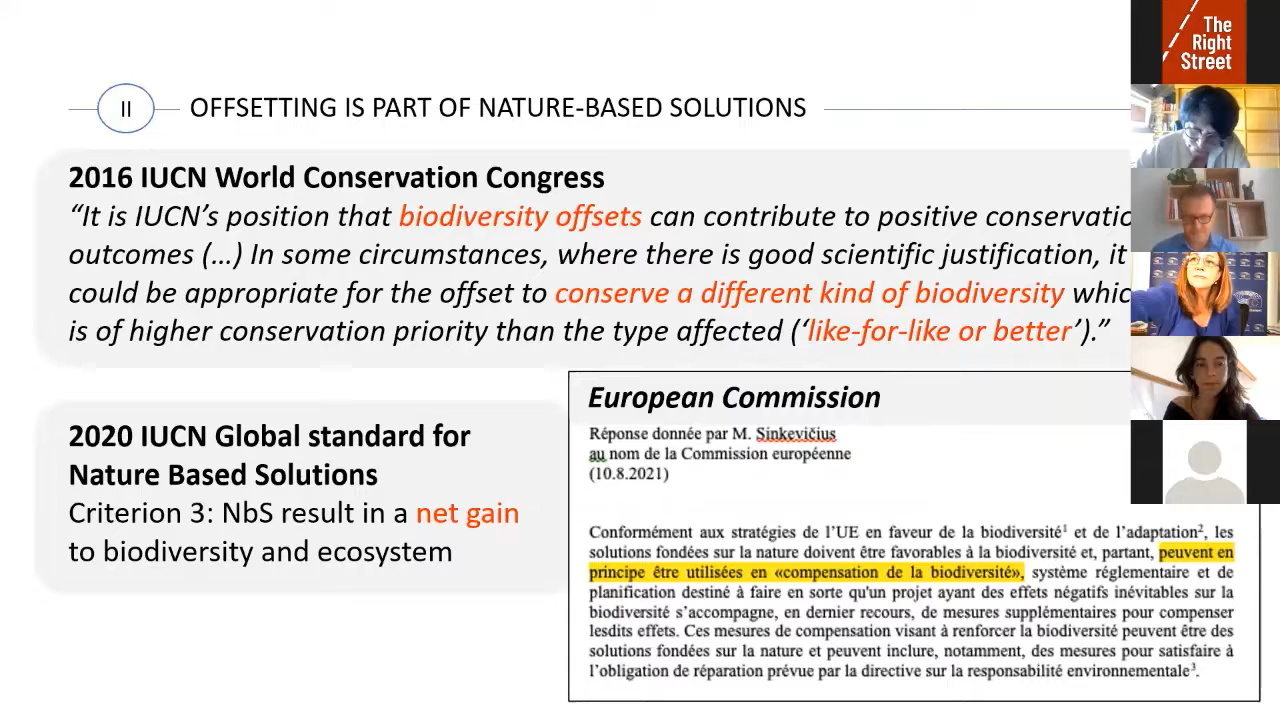 The
Right
Street
II
OFFSETTING IS PART OF NATURE-BASED SOLUTIONS
2016 IUCN World Conservation Congress
“It is IUCN’s position that biodiversity offsets can contribute to positive conservatio
outcomes (…) In some circumstances, where there is good scientific justification, it
could be appropriate for the offset to conserve a different kind of biodiversity whic
is of higher conservation priority than the type affected (‘like-for-like or better’).”
2020 IUCN Global standard for
Nature Based Solutions
Criterion 3: NbS result in a net gain
to biodiversity and ecosystem
European Commission
Réponse donnée par M. Sinkevičius
au nom de la Commission européenne
(10.8.2021)
Conformément aux stratégies de l’UE en faveur de la biodiversité¹ et de l’adaptation², les
solutions fondées sur la nature doivent être favorables à la biodiversité et, partant, peuvent en
principe être utilisées en «compensation de la biodiversité», système réglementaire et de
planification destiné à faire en sorte qu'un projet ayant des effets négatifs inévitables sur la
biodiversité s’accompagne, en dernier recours, de mesures supplémentaires pour compenser
lesdits effets. Ces mesures de compensation visant à renforcer la biodiversité peuvent être des
solutions fondées sur la nature et peuvent inclure, notamment, des mesures pour satisfaire à
l’obligation de réparation prévue par la directive sur la responsabilité environnementale³.